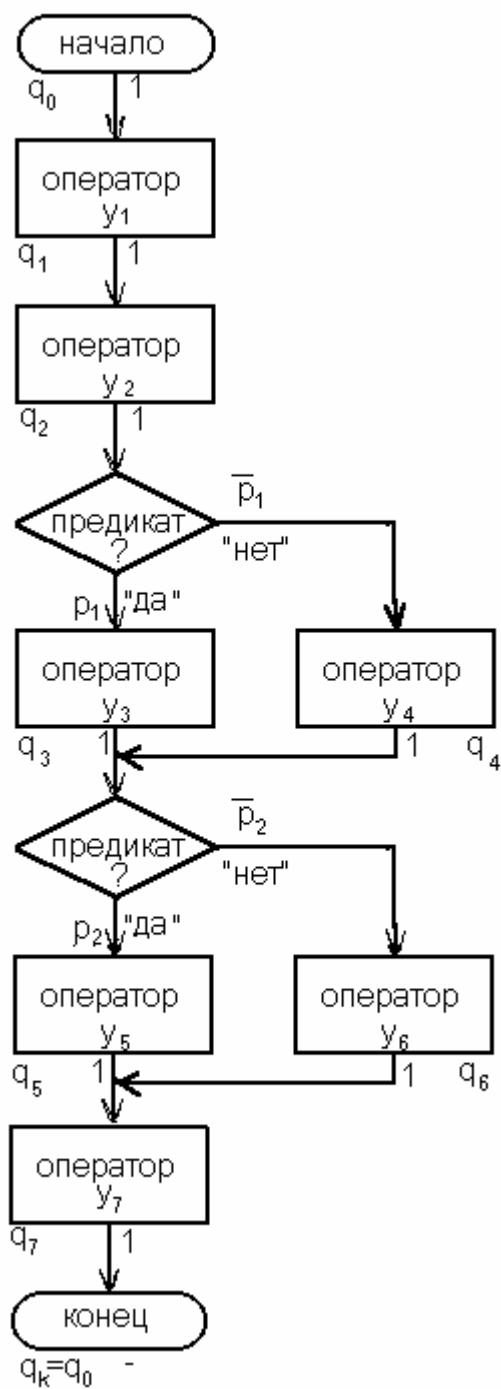 начало
q₀ 1
оператор
y₁
q₁ 1
оператор
y₂
q₂ 1
p̅₁
предикат
?
"нет"
p₁ "да"
оператор
y₃
оператор
y₄
q₃ 1
1 q₄
p̅₂
предикат
?
"нет"
p₂ "да"
оператор
y₅
оператор
y₆
q₅ 1
1 q₆
оператор
y₇
q₇ 1
конец
qₖ=q₀ -